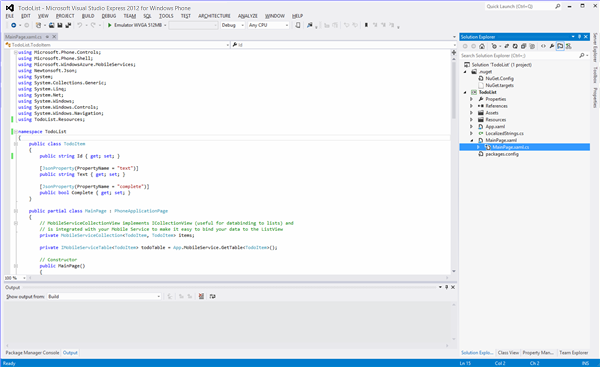 TodoList - Microsoft Visual Studio Express 2012 for Windows Phone
Quick Launch (Ctrl+Q)
FILE EDIT VIEW PROJECT BUILD DEBUG TEAM SQL TOOLS TEST ARCHITECTURE ANALYZE WINDOW HELP
Emulator WVGA 512MB Debug Any CPU
MainPage.xaml.cs
TodoList.TodoItem Id
using Microsoft.Phone.Controls;
using Microsoft.Phone.Shell;
using Microsoft.WindowsAzure.MobileServices;
using Newtonsoft.Json;
using System;
using System.Collections.Generic;
using System.Linq;
using System.Net;
using System.Windows;
using System.Windows.Controls;
using System.Windows.Navigation;
using TodoList.Resources;
namespace TodoList
{
public class TodoItem
{
public string Id { get; set; }
[JsonProperty(PropertyName = "text")]
public string Text { get; set; }
[JsonProperty(PropertyName = "complete")]
public bool Complete { get; set; }
}
public partial class MainPage : PhoneApplicationPage
{
// MobileServiceCollectionView implements ICollectionView (useful for databinding to lists) and
// is integrated with your Mobile Service to make it easy to bind your data to the ListView
private MobileServiceCollection<TodoItem, TodoItem> items;
private IMobileServiceTable<TodoItem> todoTable = App.MobileService.GetTable<TodoItem>();
// Constructor
public MainPage()
{
100 %
Output
Show output from: Build
Package Manager Console Output
Solution Explorer
Search Solution Explorer (Ctrl+;)
Solution 'TodoList' (1 project)
.nuget
NuGet.Config
NuGet.targets
TodoList
Properties
References
Assets
Resources
App.xaml
LocalizedStrings.cs
MainPage.xaml
MainPage.xaml.cs
packages.config
Solution Explo... Class View Property Man... Team Explorer
Server Explorer
Toolbox
Ready Ln 15 Col 2 Ch 2 INS